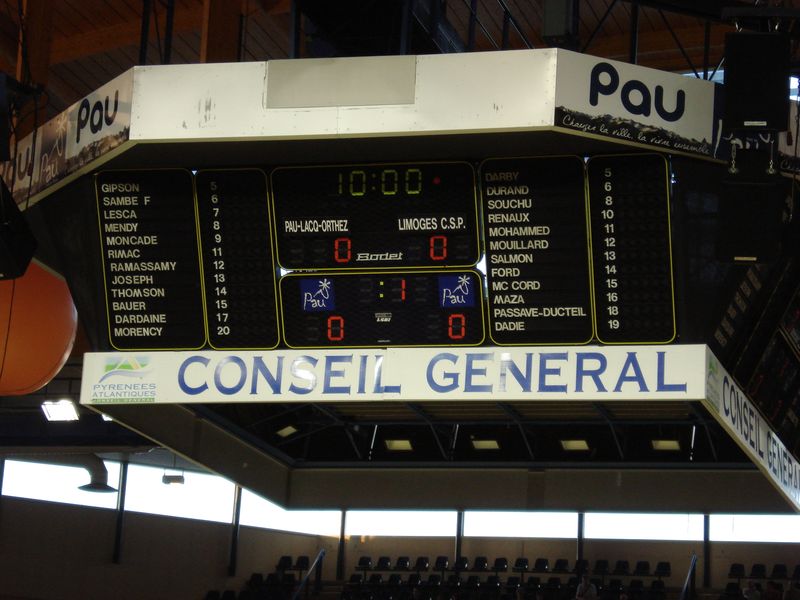 Pau
Pau
Pau
Changez la ville, la vivre ensemble
GIPSON 5
SAMBE F 6
LESCA 7
MENDY 8
MONCADE 9
RIMAC 11
RAMASSAMY 12
JOSEPH 13
THOMSON 14
BAUER 15
DARDAINE 17
MORENCY 20
10:00
PAU-LACQ-ORTHEZ LIMOGES C.S.P.
0 Bodet 0
Pau : 1 Pau
0 0
DARBY 5
DURAND 6
SOUCHU 8
RENAUX 10
MOHAMMED 11
MOUILLARD 12
SALMON 13
FORD 14
MC CORD 15
MAZA 16
PASSAVE-DUCTEIL 18
DADIE 19
PYRENEES
ATLANTIQUES
CONSEIL GENERAL
CONSEIL GENERAL
CONSEIL GENERAL